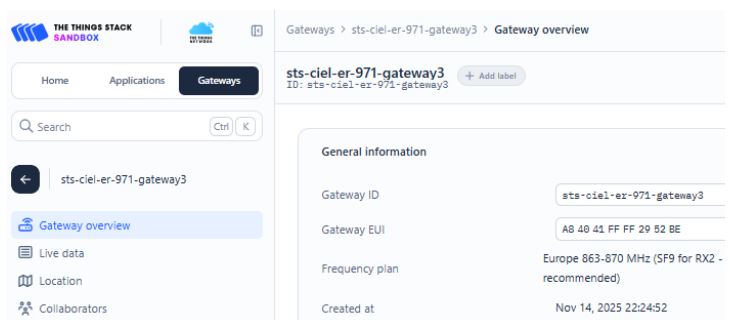 THE THINGS STACK
SANDBOX
THE THINGS
NETWORK
Gateways > sts-ciel-er-971-gateway3 > Gateway overview
Home Applications Gateways
sts-ciel-er-971-gateway3 + Add label
ID: sts-ciel-er-971-gateway3
Search Ctrl K
General information
sts-ciel-er-971-gateway3
Gateway ID sts-ciel-er-971-gateway3
Gateway overview
Gateway EUI A8 40 41 FF FF 29 52 BE
Live data
Frequency plan Europe 863-870 MHz (SF9 for RX2 -
recommended)
Location
Collaborators
Created at Nov 14, 2025 22:24:52